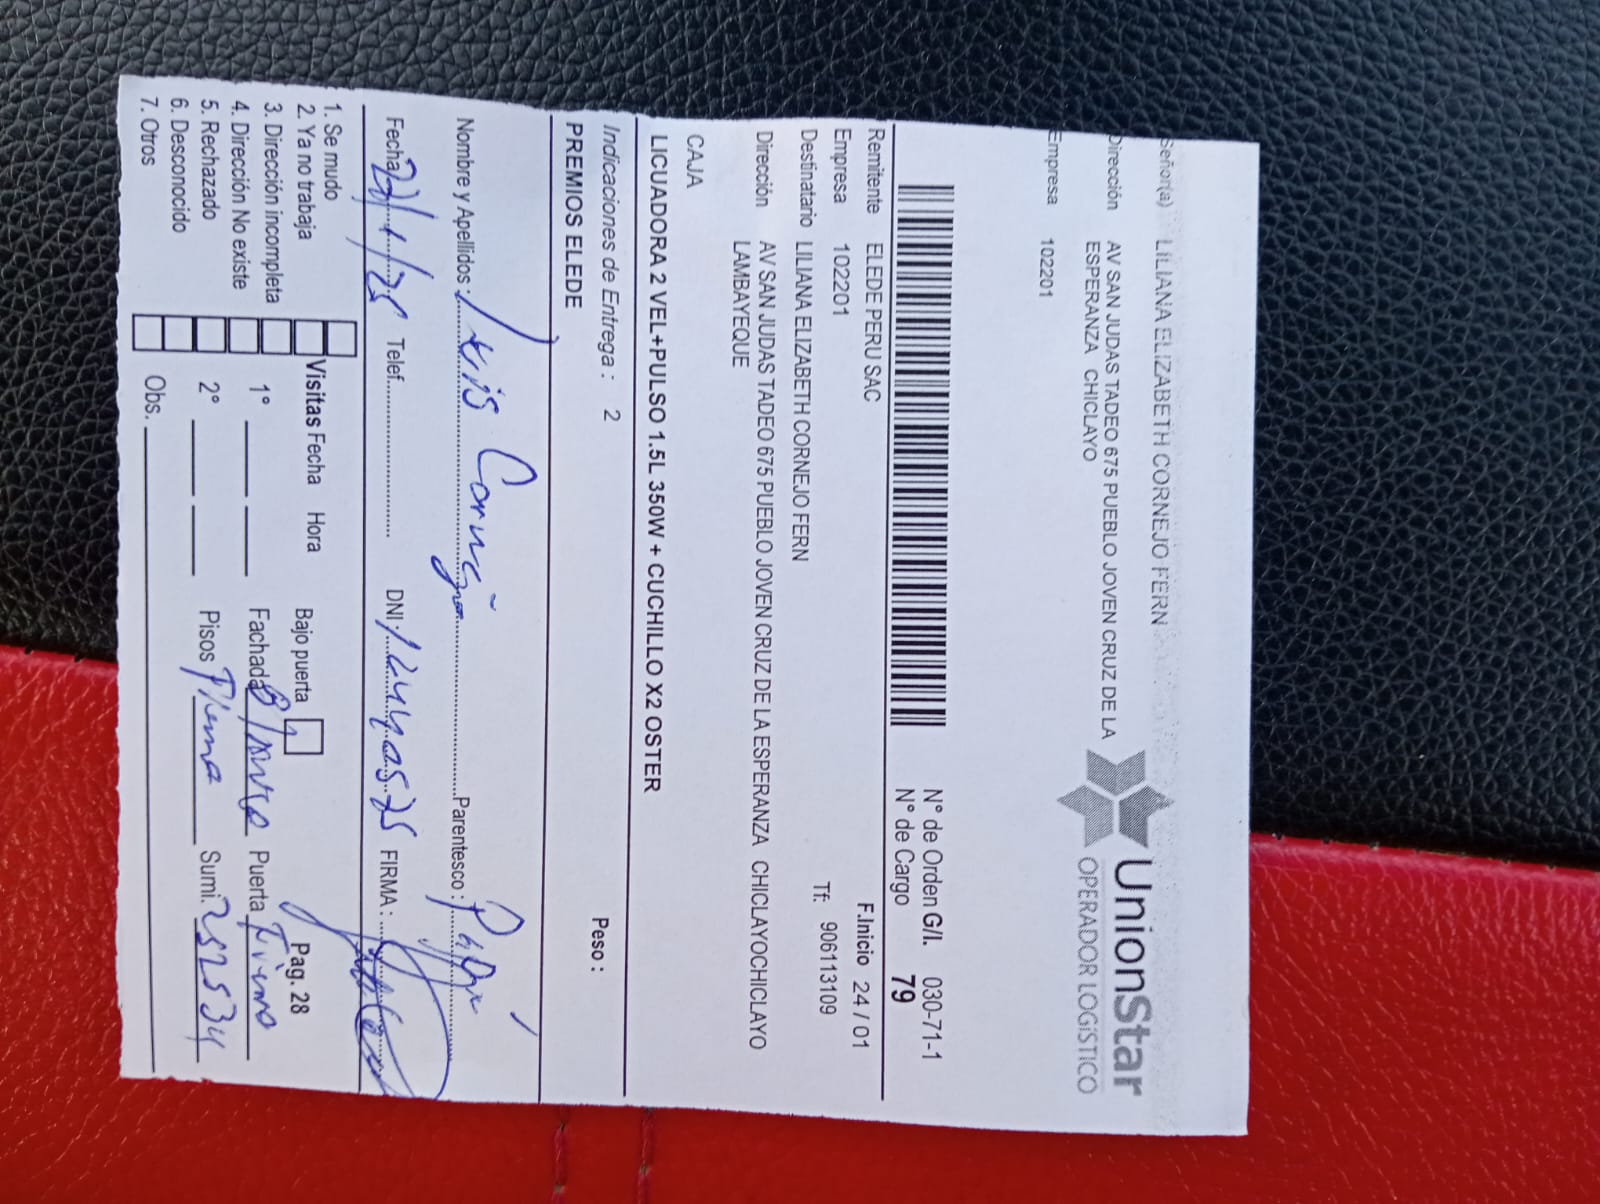 Señor(a) LILIANA ELIZABETH CORNEJO FERN
Dirección AV SAN JUDAS TADEO 675 PUEBLO JOVEN CRUZ DE LA
ESPERANZA CHICLAYO
Empresa 102201
UnionStar
OPERADOR LOGÍSTICO
N° de Orden G/I. 030-71-1
N° de Cargo 79
Remitente ELEDE PERU SAC F.Inicio 24 / 01
Empresa 102201
Destinatario LILIANA ELIZABETH CORNEJO FERN Tf: 906113109
Dirección AV SAN JUDAS TADEO 675 PUEBLO JOVEN CRUZ DE LA ESPERANZA CHICLAYOCHICLAYO
LAMBAYEQUE
CAJA
LICUADORA 2 VEL+PULSO 1.5L 350W + CUCHILLO X2 OSTER
Indicaciones de Entrega : 2 Peso :
PREMIOS ELEDE
Nombre y Apellidos : Luis Cornejo Parentesco : Papá
Fecha Telef. DNI. FIRMA :
1. Se mudo
2. Ya no trabaja
3. Dirección incompleta
4. Dirección No existe
5. Rechazado
6. Desconocido
7. Otros
Visitas Fecha Hora Bajo puerta Pag. 28
1° Fachada Blanco Puerta Fierro
2° Pisos Sumi. 252534
Obs.